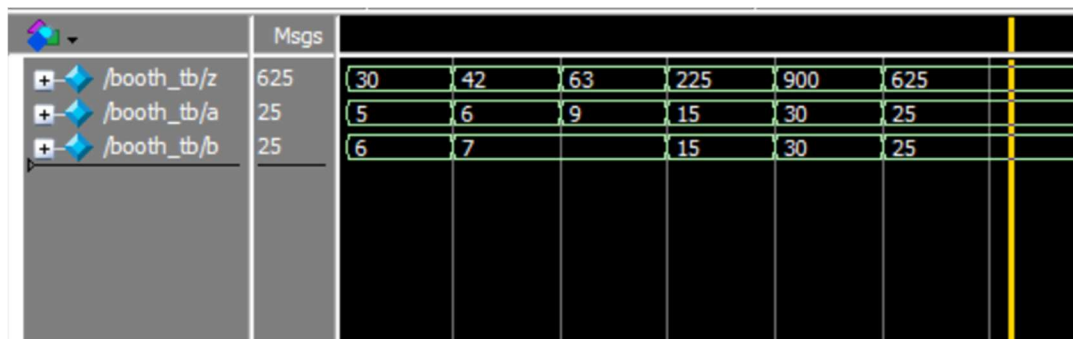 Msgs
/booth_tb/z 625 30 42 63 225 900 625
/booth_tb/a 25 5 6 9 15 30 25
/booth_tb/b 25 6 7 15 30 25